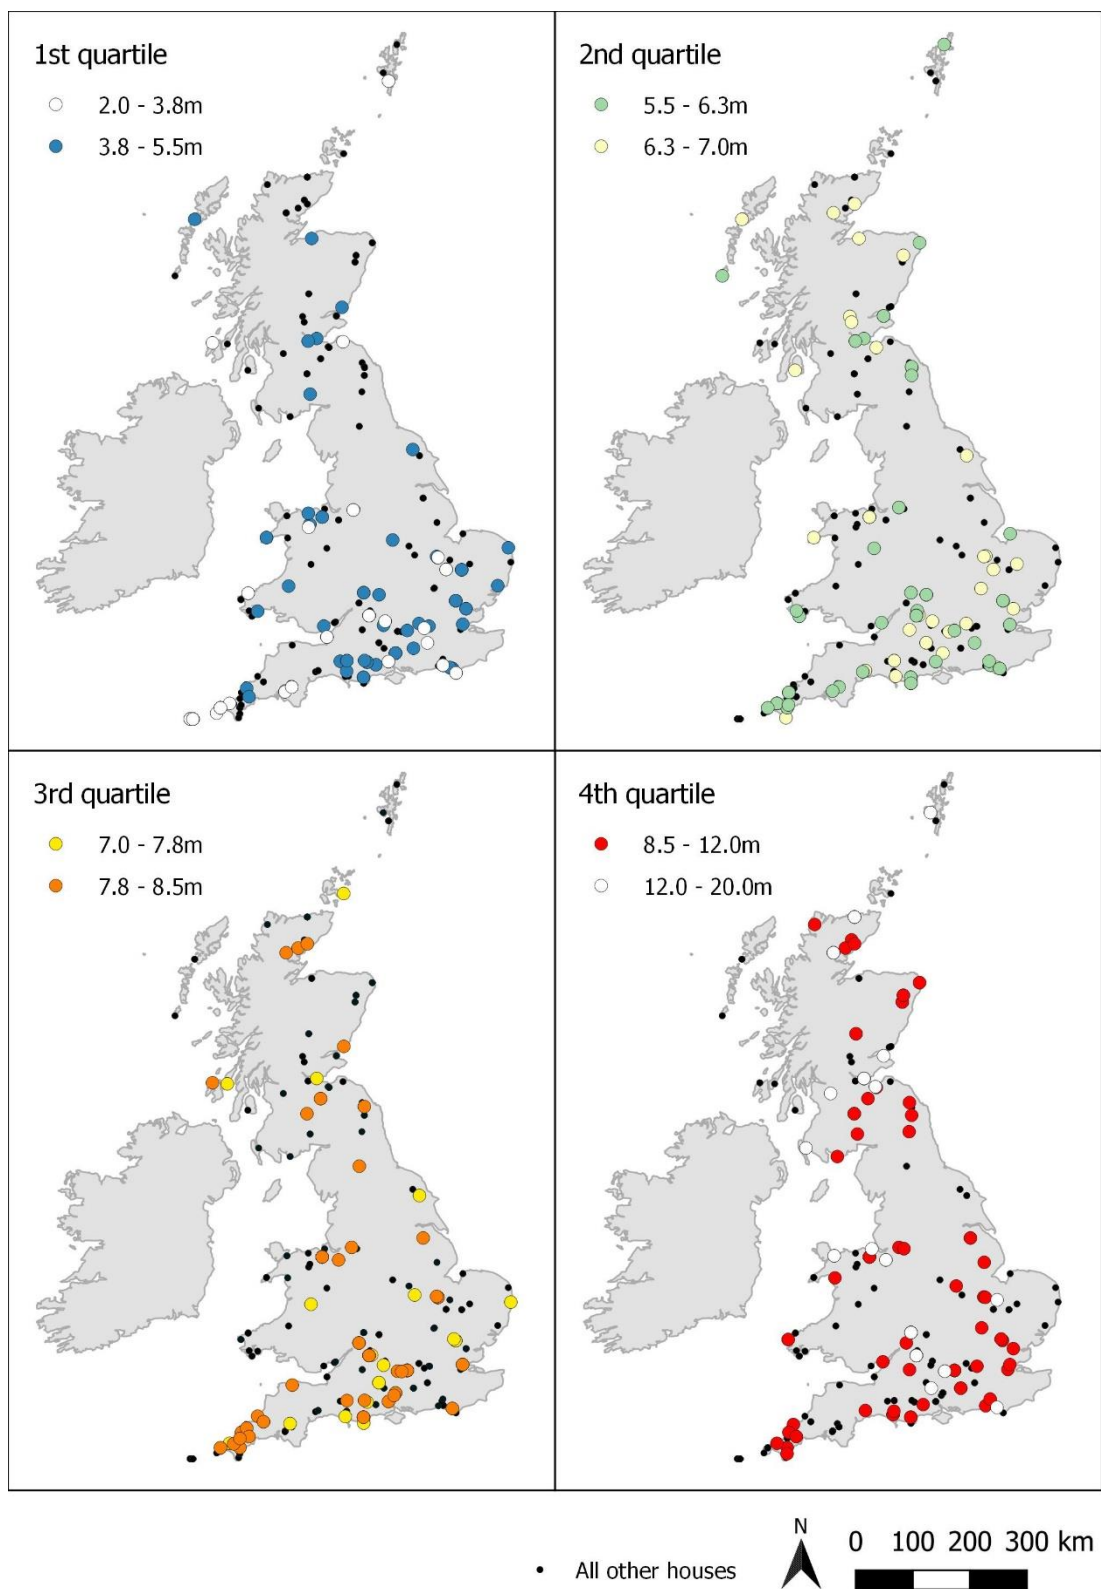 1st quartile
2.0 - 3.8m
3.8 - 5.5m
2nd quartile
5.5 - 6.3m
6.3 - 7.0m
3rd quartile
7.0 - 7.8m
7.8 - 8.5m
4th quartile
8.5 - 12.0m
12.0 - 20.0m
All other houses
N
0 100 200 300 km